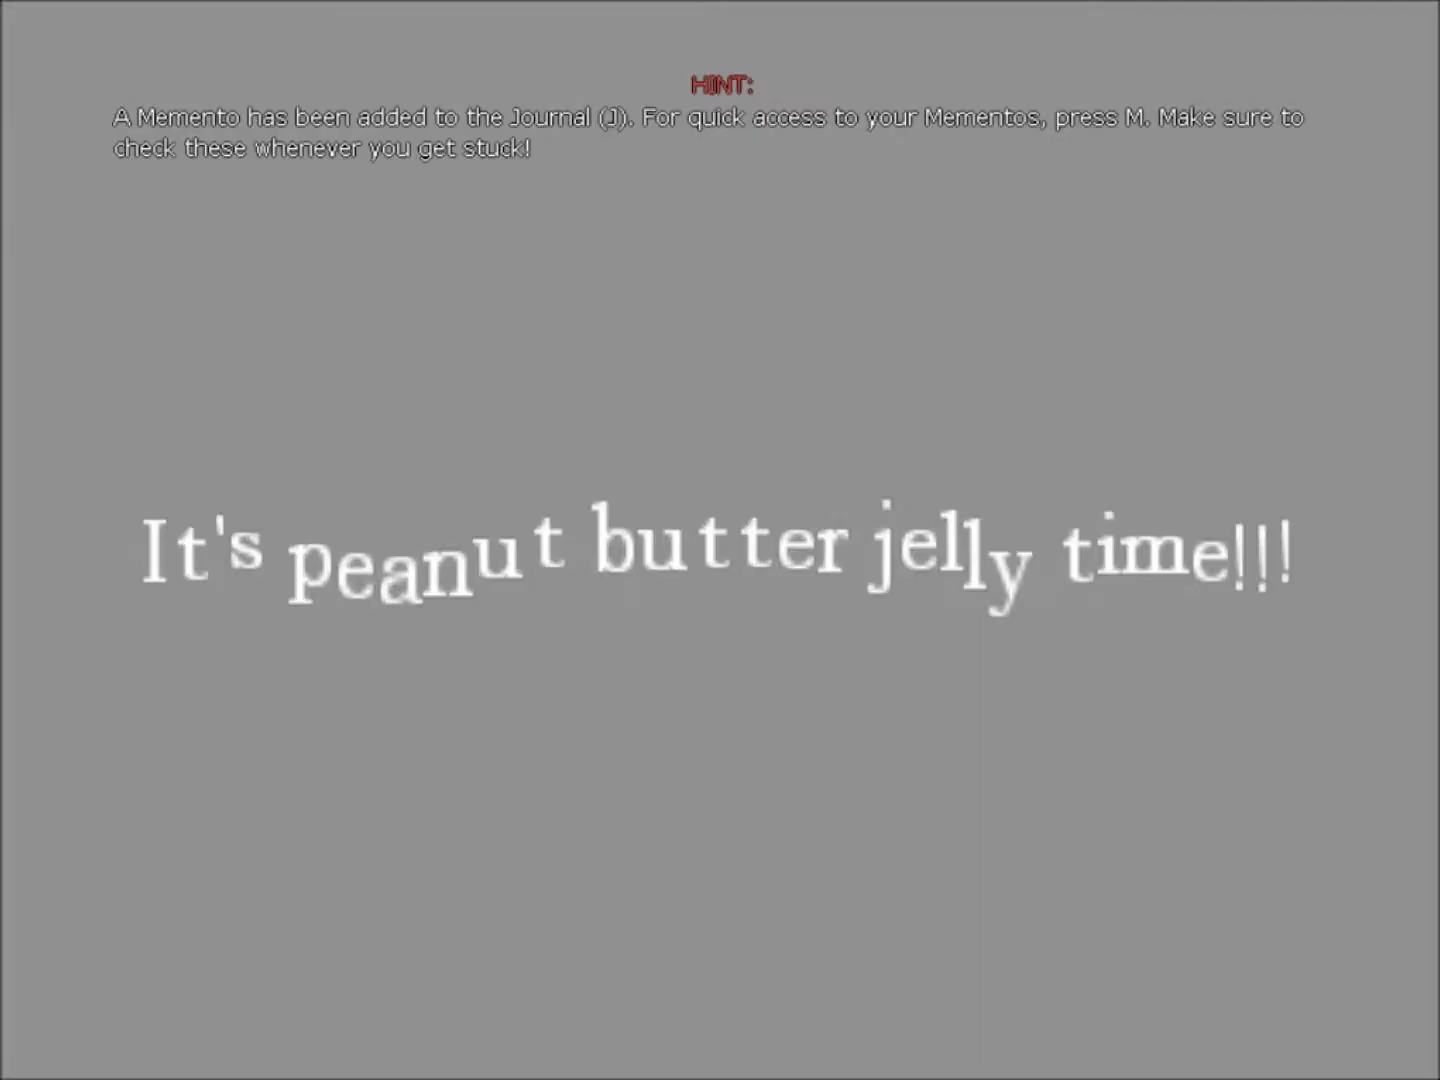 HINT:
A Memento has been added to the Journal (J). For quick access to your Mementos, press M. Make sure to
check these whenever you get stuck!
It's peanut butter jelly time!!!